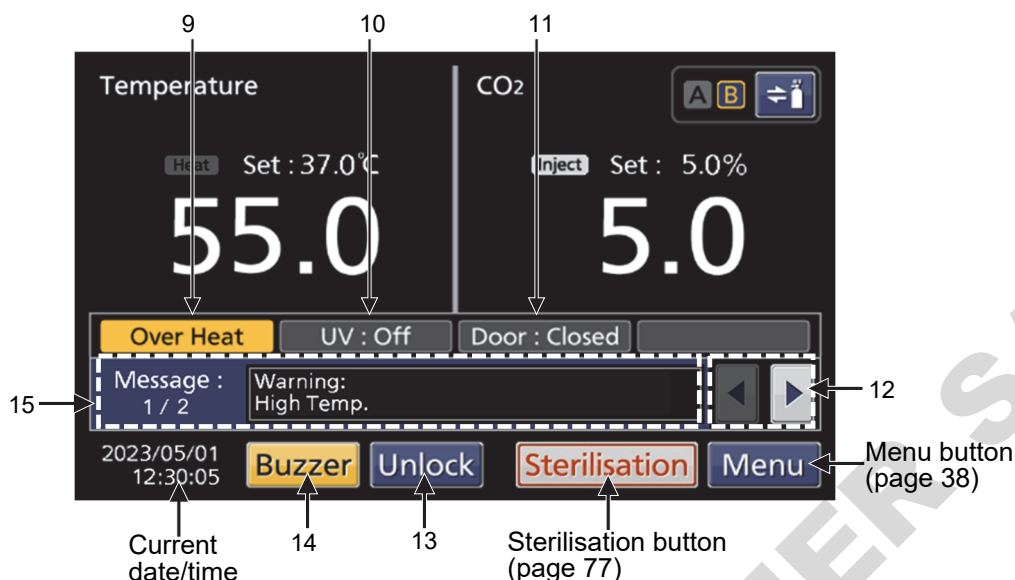 9 10 11
Temperature
CO2
A B
Heat Set : 37.0℃
Inject Set : 5.0%
55.0
5.0
Over Heat
UV : Off
Door : Closed
Message :
1 / 2
Warning:
High Temp.
12
15
2023/05/01
12:30:05
Buzzer
Unlock
Sterilisation
Menu
Menu button
(page 38)
Current
date/time
14
13
Sterilisation button
(page 77)